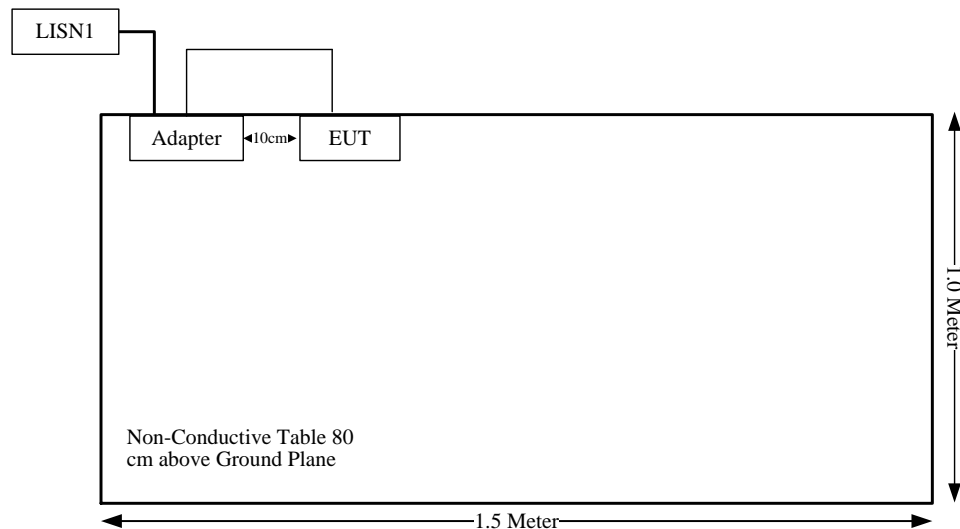 LISN1
Adapter
10cm
EUT
1.0 Meter
Non-Conductive Table 80
cm above Ground Plane
1.5 Meter